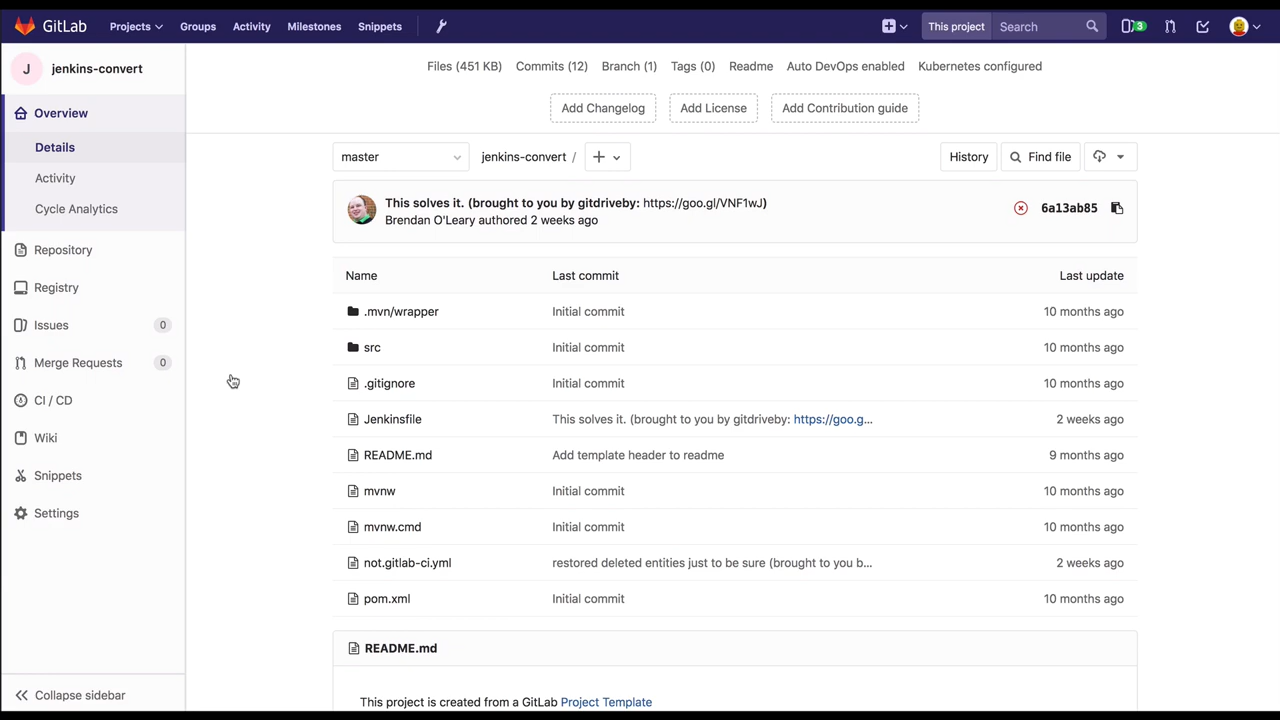 GitLab Projects Groups Activity Milestones Snippets This project Search 3
J jenkins-convert
Overview
Details
Activity
Cycle Analytics
Repository
Registry
Issues 0
Merge Requests 0
CI / CD
Wiki
Snippets
Settings
Collapse sidebar
Files (451 KB) Commits (12) Branch (1) Tags (0) Readme Auto DevOps enabled Kubernetes configured
Add Changelog Add License Add Contribution guide
master jenkins-convert / History Find file
This solves it. (brought to you by gitdriveby: https://goo.gl/VNF1wJ)
Brendan O'Leary authored 2 weeks ago
6a13ab85
Name Last commit Last update
.mvn/wrapper Initial commit 10 months ago
src Initial commit 10 months ago
.gitignore Initial commit 10 months ago
Jenkinsfile This solves it. (brought to you by gitdriveby: https://goo.g... 2 weeks ago
README.md Add template header to readme 9 months ago
mvnw Initial commit 10 months ago
mvnw.cmd Initial commit 10 months ago
not.gitlab-ci.yml restored deleted entities just to be sure (brought to you b... 2 weeks ago
pom.xml Initial commit 10 months ago
README.md
This project is created from a GitLab Project Template